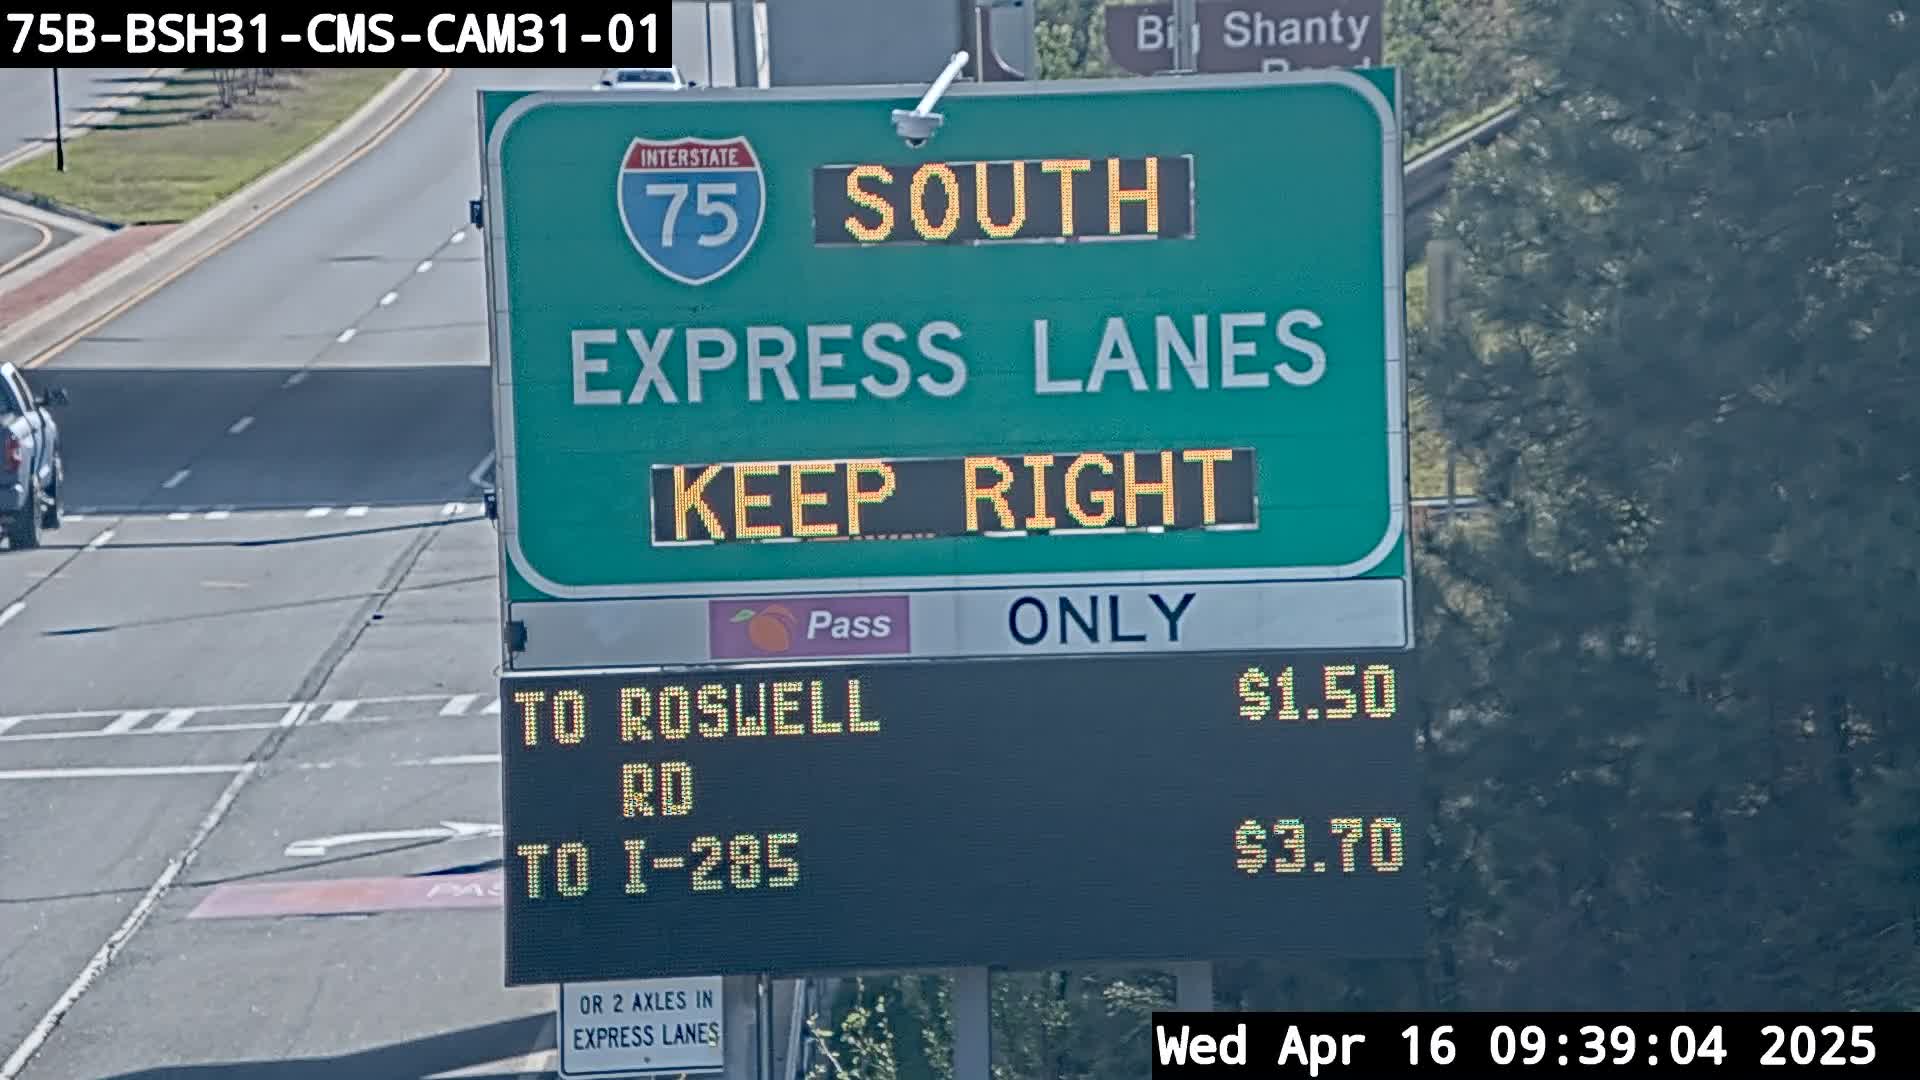 75B-BSH31-CMS-CAM31-01
Big Shanty
Road
INTERSTATE
75
SOUTH
EXPRESS LANES
KEEP RIGHT
Pass
ONLY
TO ROSWELL $1.50
RD
TO I-285 $3.70
PAS
OR 2 AXLES IN
EXPRESS LANES
Wed Apr 16 09:39:04 2025